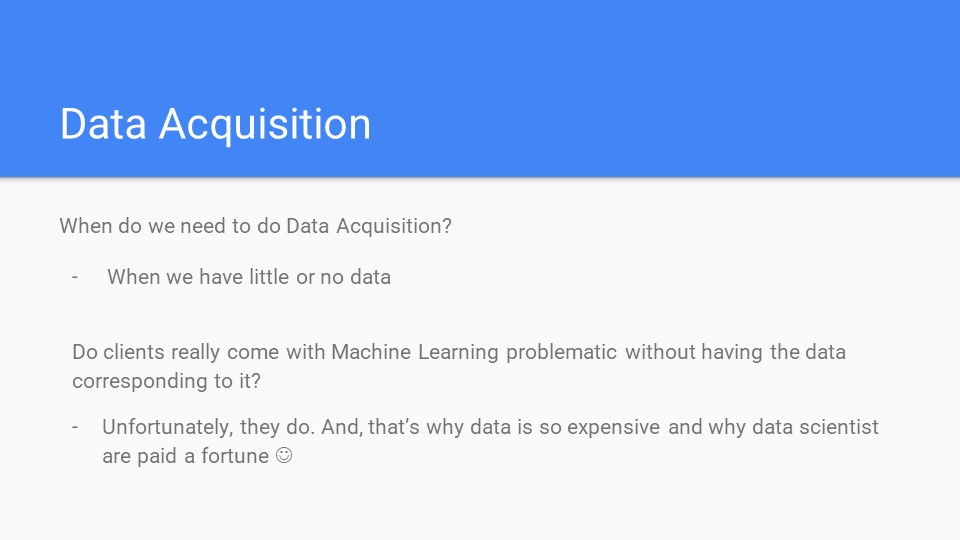 Data Acquisition
When do we need to do Data Acquisition?
- When we have little or no data
Do clients really come with Machine Learning problematic without having the data
corresponding to it?
- Unfortunately, they do. And, that’s why data is so expensive and why data scientist
are paid a fortune ☺